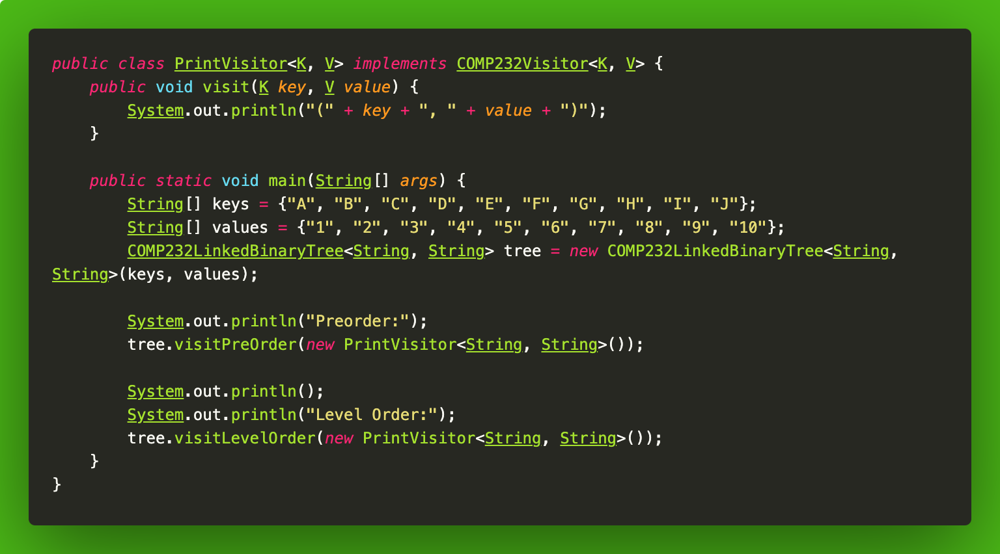 public class PrintVisitor<K, V> implements COMP232Visitor<K, V> {
    public void visit(K key, V value) {
        System.out.println("(" + key + ", " + value + ")");
    }

    public static void main(String[] args) {
        String[] keys = {"A", "B", "C", "D", "E", "F", "G", "H", "I", "J"};
        String[] values = {"1", "2", "3", "4", "5", "6", "7", "8", "9", "10"};
        COMP232LinkedBinaryTree<String, String> tree = new COMP232LinkedBinaryTree<String,
String>(keys, values);

        System.out.println("Preorder:");
        tree.visitPreOrder(new PrintVisitor<String, String>());

        System.out.println();
        System.out.println("Level Order:");
        tree.visitLevelOrder(new PrintVisitor<String, String>());
    }
}